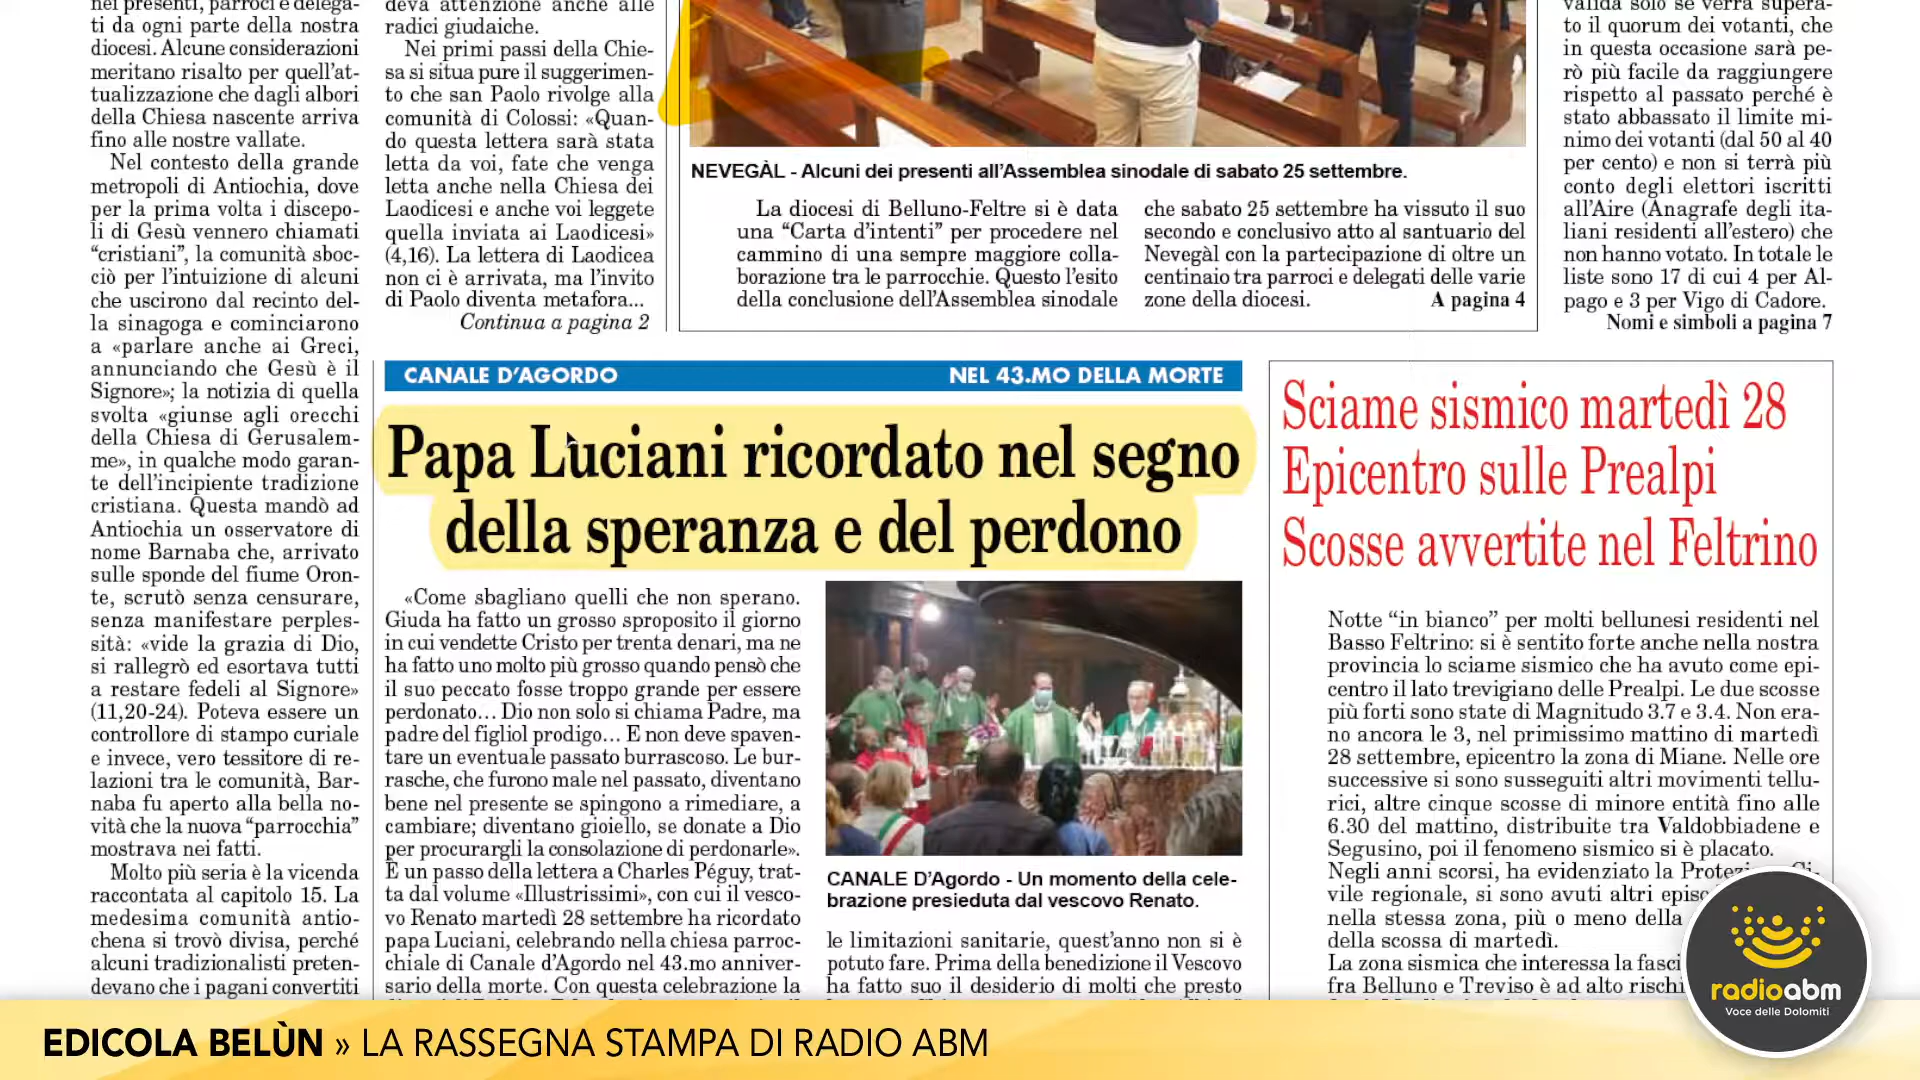 nei presenti, parroci e delega-
ti da ogni parte della nostra
diocesi. Alcune considerazioni
meritano risalto per quell'at-
tualizzazione che dagli albori
della Chiesa nascente arriva
fino alle nostre vallate.
Nel contesto della grande
metropoli di Antiochia, dove
per la prima volta i discepo-
li di Gesù vennero chiamati
“cristiani”, la comunità sboc-
ciò per l'intuizione di alcuni
che uscirono dal recinto del-
la sinagoga e cominciarono
a «parlare anche ai Greci,
annunciando che Gesù è il
Signore»; la notizia di quella
svolta «giunse agli orecchi
della Chiesa di Gerusalem-
me», in qualche modo garan-
te dell'incipiente tradizione
cristiana. Questa mandò ad
Antiochia un osservatore di
nome Barnaba che, arrivato
sulle sponde del fiume Oron-
te, scrutò senza censurare,
senza manifestare perples-
sità: «vide la grazia di Dio,
si rallegrò ed esortava tutti
a restare fedeli al Signore»
(11,20-24). Poteva essere un
controllore di stampo curiale
e invece, vero tessitore di re-
lazioni tra le comunità, Bar-
naba fu aperto alla bella no-
vità che la nuova “parrocchia”
mostrava nei fatti.
Molto più seria è la vicenda
raccontata al capitolo 15. La
medesima comunità antio-
chena si trovò divisa, perché
alcuni tradizionalisti preten-
devano che i pagani convertiti
deva attenzione anche alle
radici giudaiche.
Nei primi passi della Chie-
sa si situa pure il suggerimen-
to che san Paolo rivolge alla
comunità di Colossi: «Quan-
do questa lettera sarà stata
letta da voi, fate che venga
letta anche nella Chiesa dei
Laodicesi e anche voi leggete
quella inviata ai Laodicesi»
(4,16). La lettera di Laodicea
non ci è arrivata, ma l'invito
di Paolo diventa metafora...
Continua a pagina 2
NEVEGÀL - Alcuni dei presenti all'Assemblea sinodale di sabato 25 settembre.
La diocesi di Belluno-Feltre si è data
una “Carta d'intenti” per procedere nel
cammino di una sempre maggiore colla-
borazione tra le parrocchie. Questo l'esito
della conclusione dell'Assemblea sinodale
che sabato 25 settembre ha vissuto il suo
secondo e conclusivo atto al santuario del
Nevegàl con la partecipazione di oltre un
centinaio tra parroci e delegati delle varie
zone della diocesi. A pagina 4
valida solo se verrà supera-
to il quorum dei votanti, che
in questa occasione sarà pe-
rò più facile da raggiungere
rispetto al passato perché è
stato abbassato il limite mi-
nimo dei votanti (dal 50 al 40
per cento) e non si terrà più
conto degli elettori iscritti
all'Aire (Anagrafe degli ita-
liani residenti all'estero) che
non hanno votato. In totale le
liste sono 17 di cui 4 per Al-
pago e 3 per Vigo di Cadore.
Nomi e simboli a pagina 7
CANALE D'AGORDO NEL 43.MO DELLA MORTE
Papa Luciani ricordato nel segno
della speranza e del perdono
«Come sbagliano quelli che non sperano.
Giuda ha fatto un grosso sproposito il giorno
in cui vendette Cristo per trenta denari, ma ne
ha fatto uno molto più grosso quando pensò che
il suo peccato fosse troppo grande per essere
perdonato... Dio non solo si chiama Padre, ma
padre del figliol prodigo... E non deve spaven-
tare un eventuale passato burrascoso. Le bur-
rasche, che furono male nel passato, diventano
bene nel presente se spingono a rimediare, a
cambiare; diventano gioiello, se donate a Dio
per procurargli la consolazione di perdonarle».
È un passo della lettera a Charles Péguy, trat-
ta dal volume «Illustrissimi», con cui il vesco-
vo Renato martedì 28 settembre ha ricordato
papa Luciani, celebrando nella chiesa parroc-
chiale di Canale d'Agordo nel 43.mo anniver-
sario della morte. Con questa celebrazione la
CANALE D'AGORDO - Un momento della cele-
brazione presieduta dal vescovo Renato.
le limitazioni sanitarie, quest'anno non si è
potuto fare. Prima della benedizione il Vescovo
ha fatto suo il desiderio di molti che presto
Sciame sismico martedì 28
Epicentro sulle Prealpi
Scosse avvertite nel Feltrino
Notte “in bianco” per molti bellunesi residenti nel
Basso Feltrino: si è sentito forte anche nella nostra
provincia lo sciame sismico che ha avuto come epi-
centro il lato trevigiano delle Prealpi. Le due scosse
più forti sono state di Magnitudo 3.7 e 3.4. Non era-
no ancora le 3, nel primissimo mattino di martedì
28 settembre, epicentro la zona di Miane. Nelle ore
successive si sono susseguiti altri movimenti tellu-
rici, altre cinque scosse di minore entità fino alle
6.30 del mattino, distribuite tra Valdobbiadene e
Segusino, poi il fenomeno sismico si è placato.
Negli anni scorsi, ha evidenziato la Protezione Ci-
vile regionale, si sono avuti altri
nella stessa zona, più o meno della
della scossa di martedì.
La zona sismica che interessa la
fra Belluno e Treviso è ad alto
radioabm
Voce delle Dolomiti
EDICOLA BELÙN » LA RASSEGNA STAMPA DI RADIO ABM